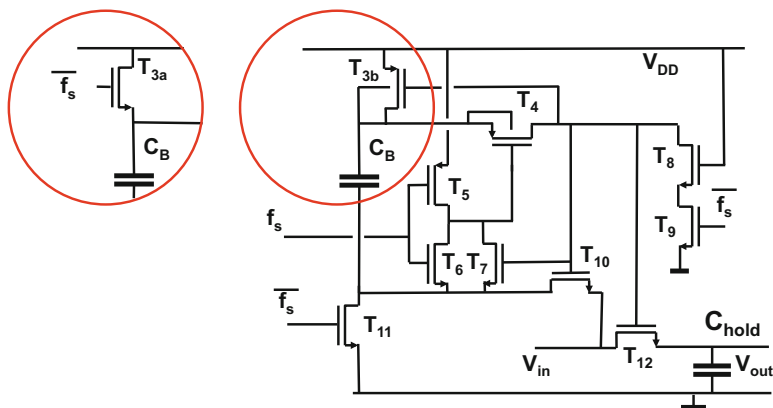 f̅s̅ T3a
CB
T3b
VDD
T4
CB
T5
T8
fs
f̅s̅
T9
T6 T7
T10
f̅s̅
T11
Chold
Vin
T12
Vout